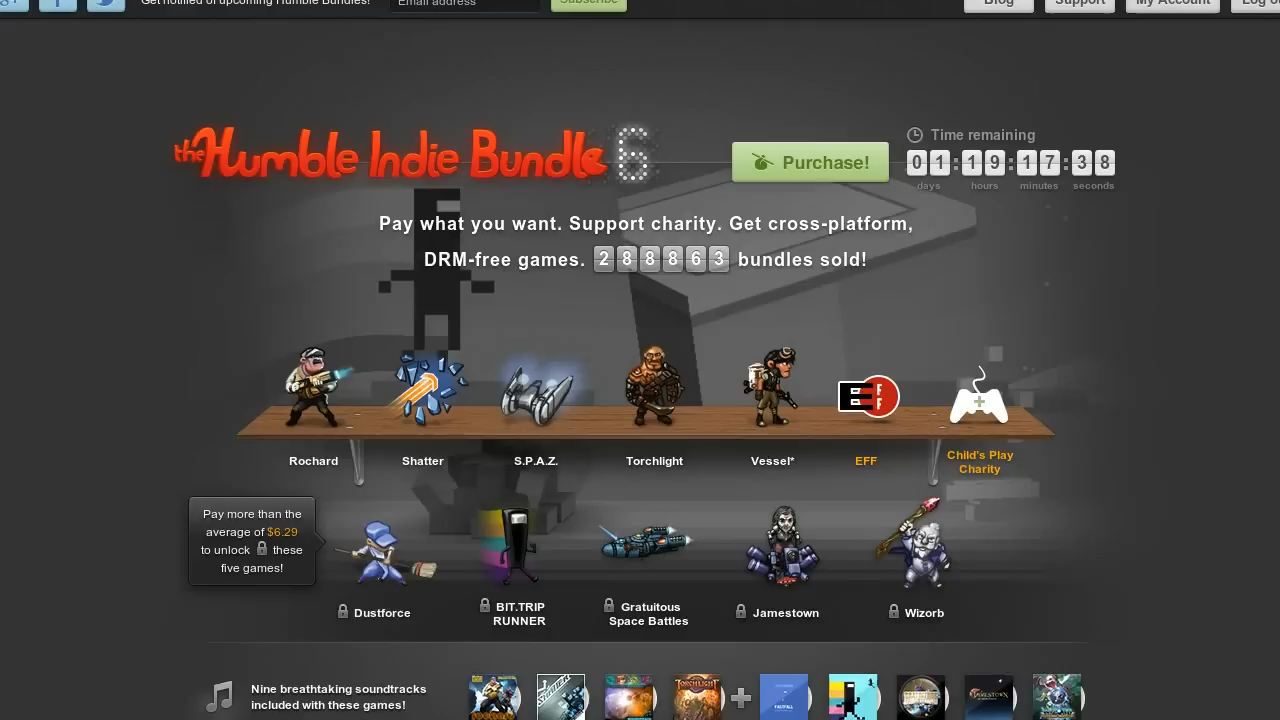 Get notified of upcoming Humble Bundles! Email address Subscribe Blog Support My Account Log o
the Humble Indie Bundle 6
Purchase!
Time remaining
01:19:17:38
days hours minutes seconds
Pay what you want. Support charity. Get cross-platform,
DRM-free games. 288863 bundles sold!
EFF
Rochard Shatter S.P.A.Z. Torchlight Vessel* EFF Child's Play
Charity
Pay more than the
average of $6.29
to unlock these
five games!
Dustforce
BIT.TRIP
RUNNER
Gratuitous
Space Battles
Jamestown
Wizorb
Nine breathtaking soundtracks
included with these games!
TORCHLIGHT
JAMESTOWN